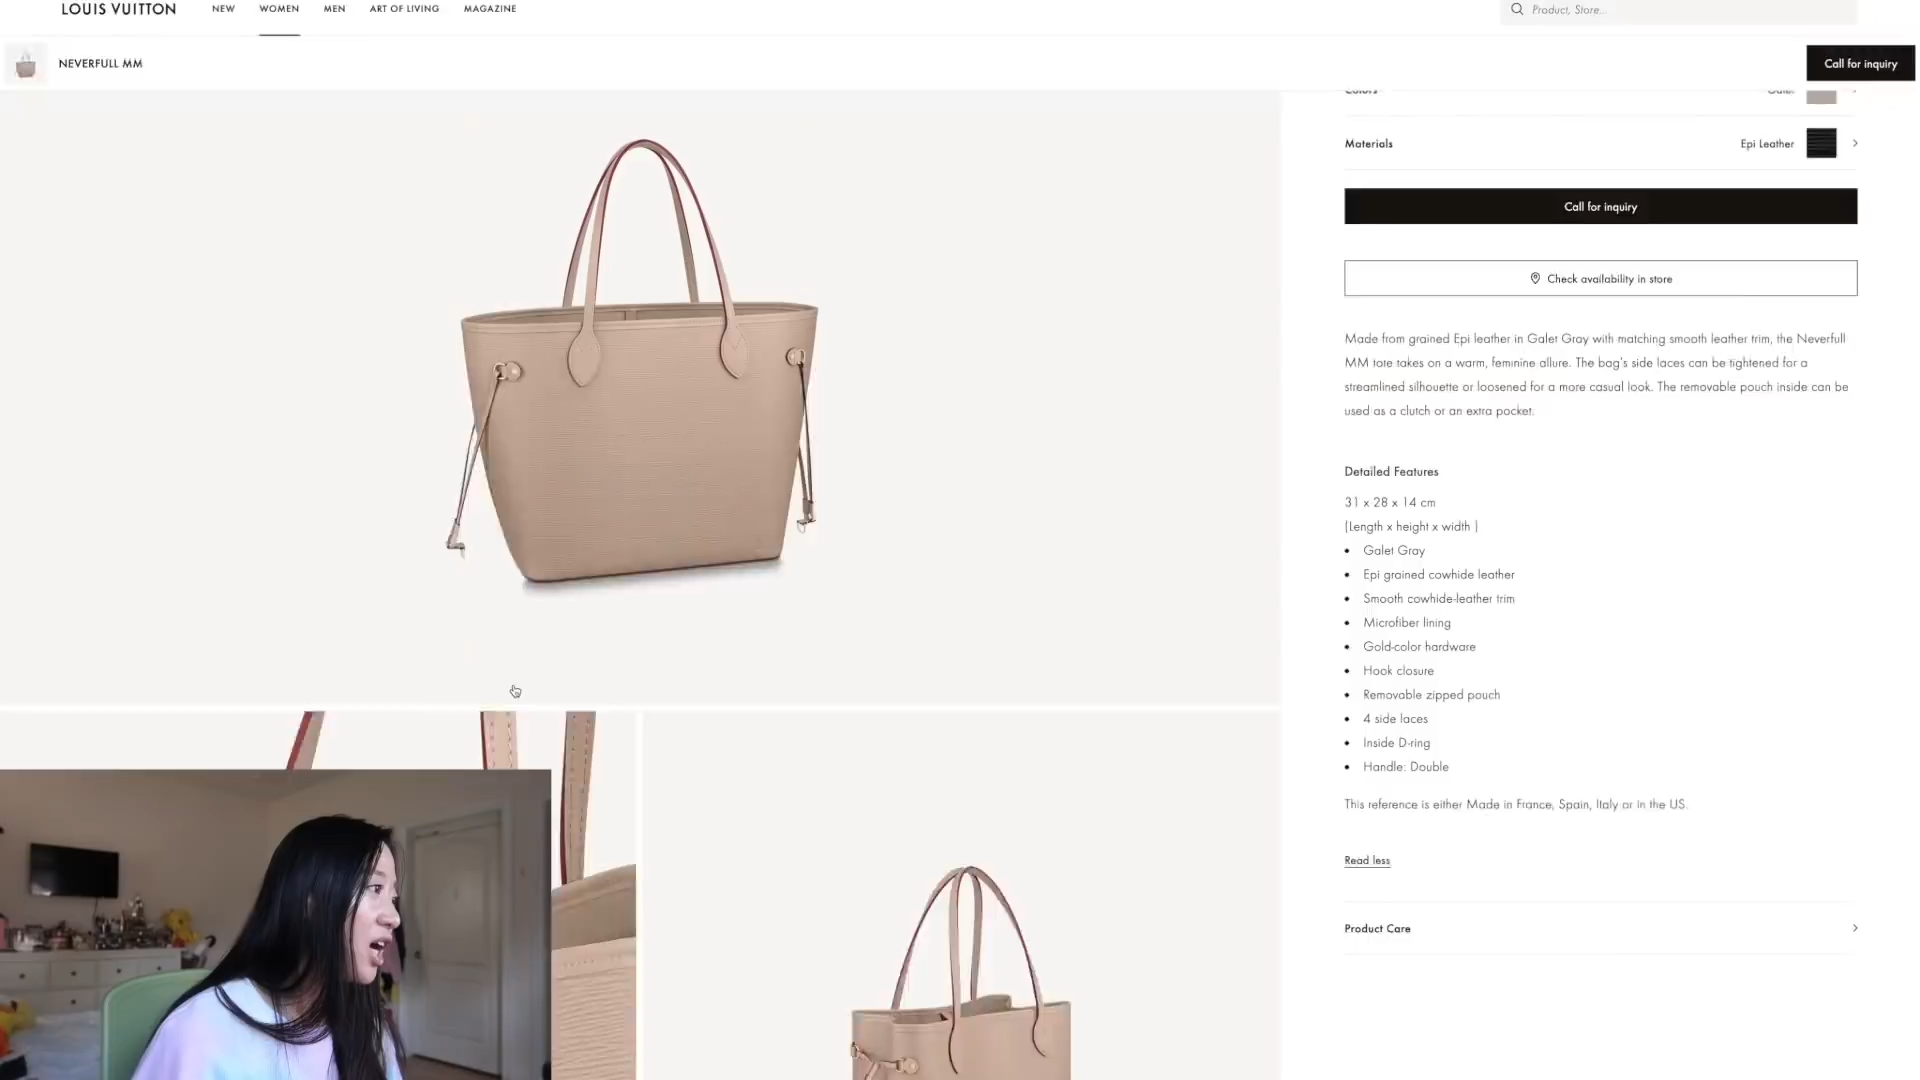 LOUIS VUITTON
NEW
WOMEN
MEN
ART OF LIVING
MAGAZINE
Product, Store...
NEVERFULL MM
Call for inquiry
Colors
Galet
Materials
Epi Leather
Call for inquiry
Check availability in store
Made from grained Epi leather in Galet Gray with matching smooth leather trim, the Neverfull
MM tote takes on a warm, feminine allure. The bag's side laces can be tightened for a
streamlined silhouette or loosened for a more casual look. The removable pouch inside can be
used as a clutch or an extra pocket.
Detailed Features
31 x 28 x 14 cm
(Length x height x width )
• Galet Gray
• Epi grained cowhide leather
• Smooth cowhide-leather trim
• Microfiber lining
• Gold-color hardware
• Hook closure
• Removable zipped pouch
• 4 side laces
• Inside D-ring
• Handle: Double
This reference is either Made in France, Spain, Italy or in the US.
Read less
Product Care